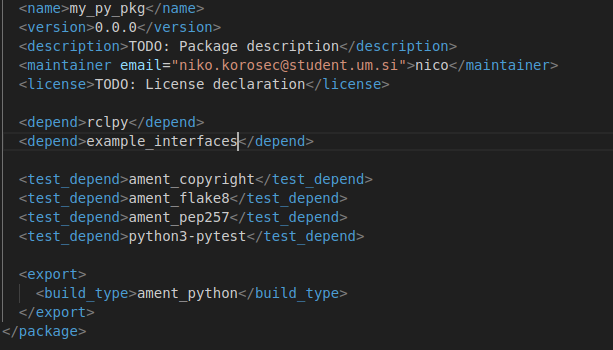 <name>my_py_pkg</name>
<version>0.0.0</version>
<description>TODO: Package description</description>
<maintainer email="niko.korosec@student.um.si">nico</maintainer>
<license>TODO: License declaration</license>
<depend>rclpy</depend>
<depend>example_interfaces</depend>
<test_depend>ament_copyright</test_depend>
<test_depend>ament_flake8</test_depend>
<test_depend>ament_pep257</test_depend>
<test_depend>python3-pytest</test_depend>
<export>
<build_type>ament_python</build_type>
</export>
</package>